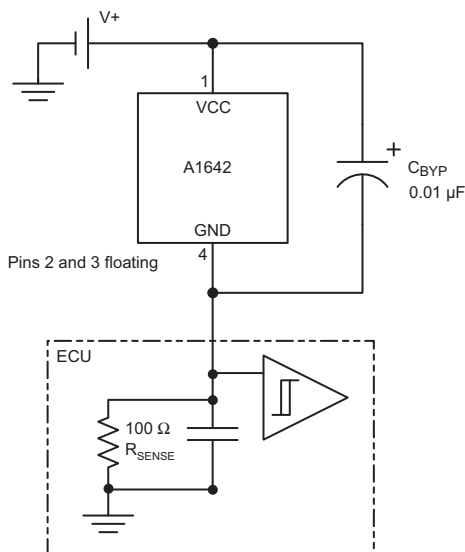 V+
1
VCC
A1642
GND
4
+
CBYP
0.01 µF
Pins 2 and 3 floating
ECU
100 Ω
RSENSE